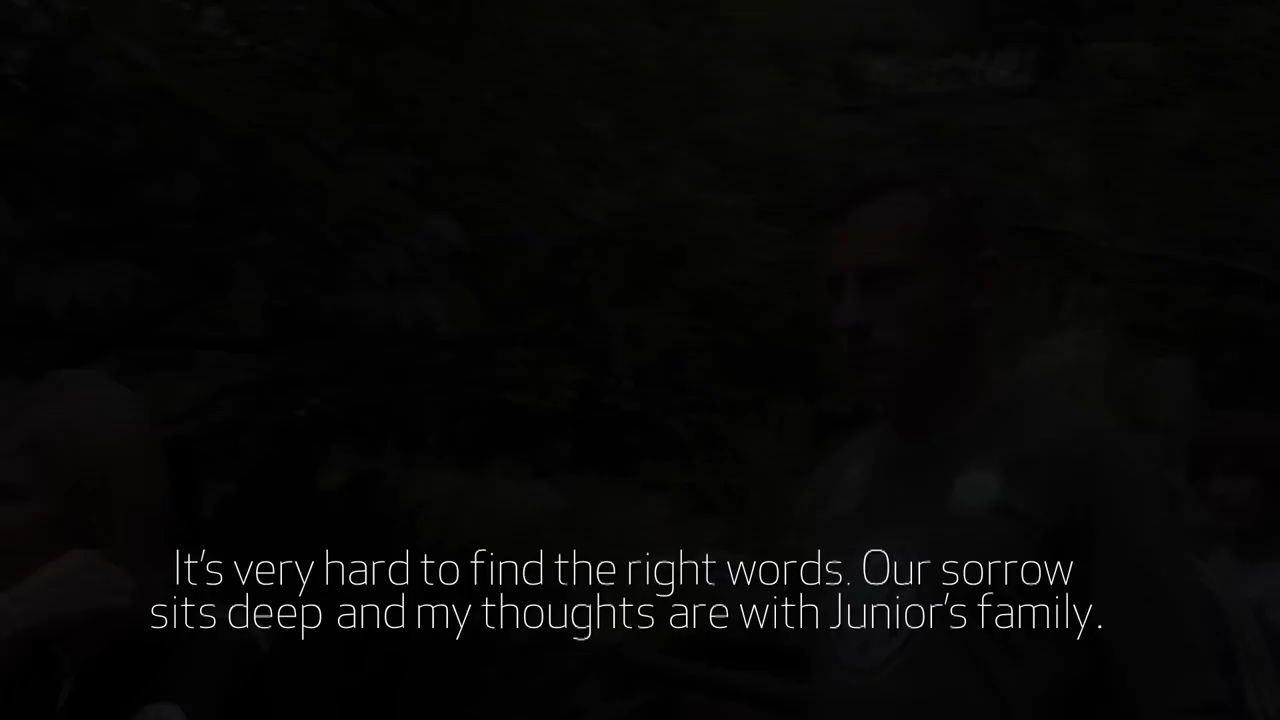 It's very hard to find the right words. Our sorrow
sits deep and my thoughts are with Junior's family.